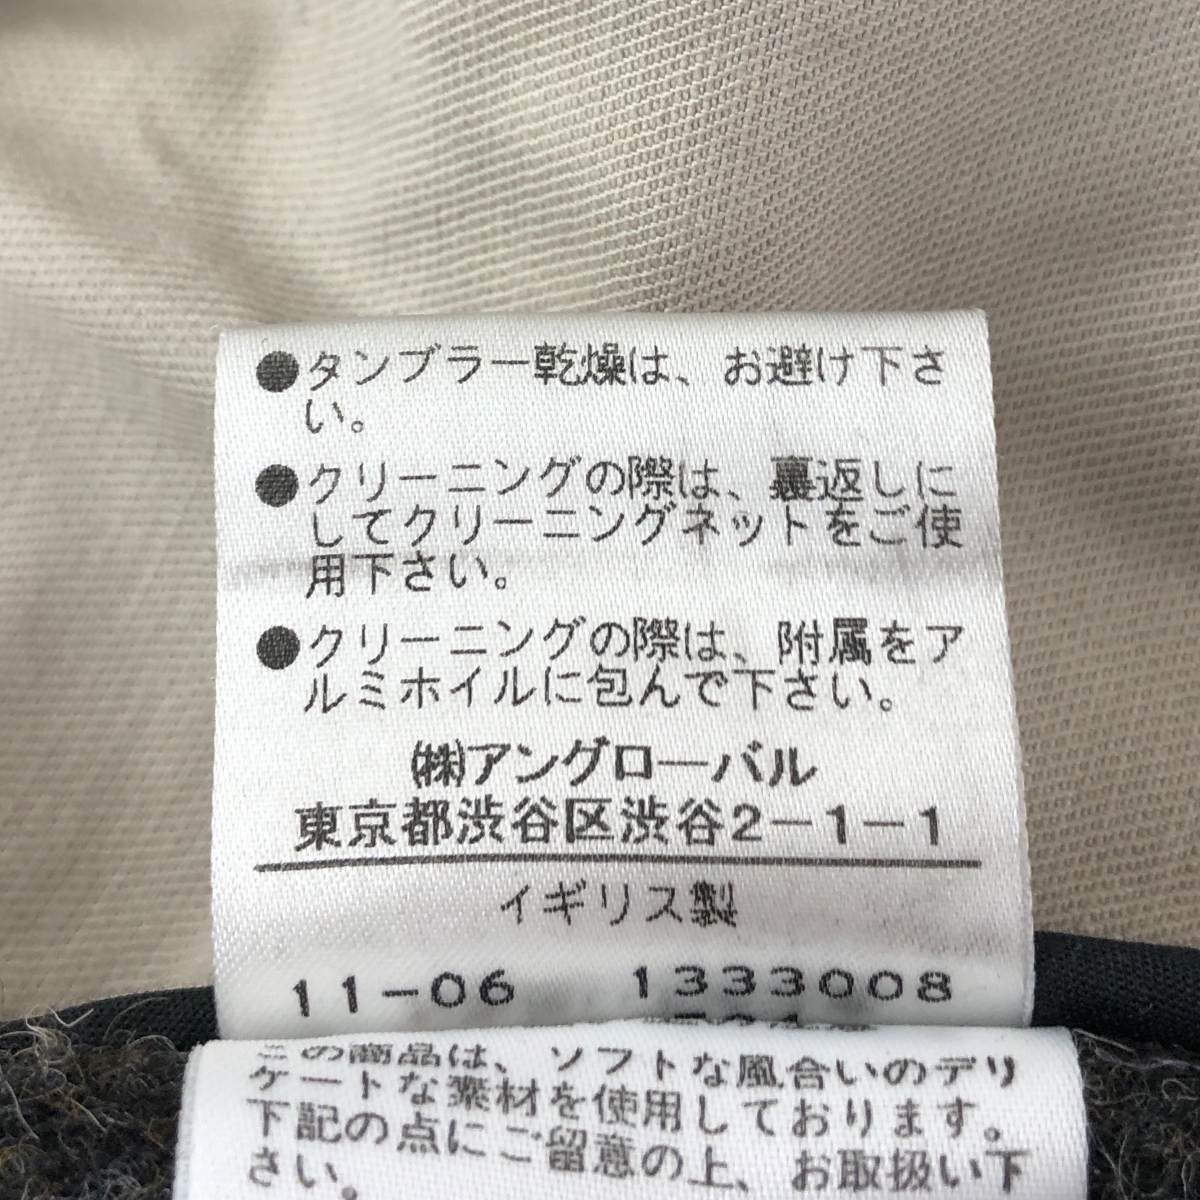 ●タンブラー乾燥は、お避け下さ
い。
●クリーニングの際は、裏返しに
してクリーニングネットをご使
用下さい。
●クリーニングの際は、附属をア
ルミホイルに包んで下さい。
㈱アングローバル
東京都渋谷区渋谷2-1-1
イギリス製
11-06 1333008
この商品は、ソフトな風合いのデリ
ケートな素材を使用しております。
下記の点にご留意の上、お取扱い下
さい。